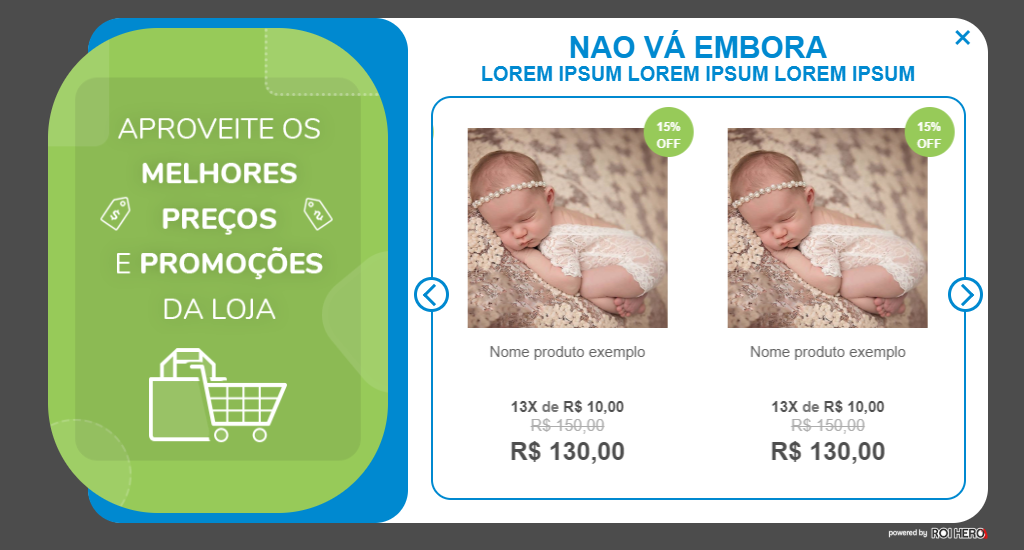 APROVEITE OS
MELHORES
PREÇOS
E PROMOÇÕES
DA LOJA
NAO VÁ EMBORA
LOREM IPSUM LOREM IPSUM LOREM IPSUM
15%
OFF
Nome produto exemplo
13X de R$ 10,00
R$ 150,00
R$ 130,00
15%
OFF
Nome produto exemplo
13X de R$ 10,00
R$ 150,00
R$ 130,00
powered by ROI HERO